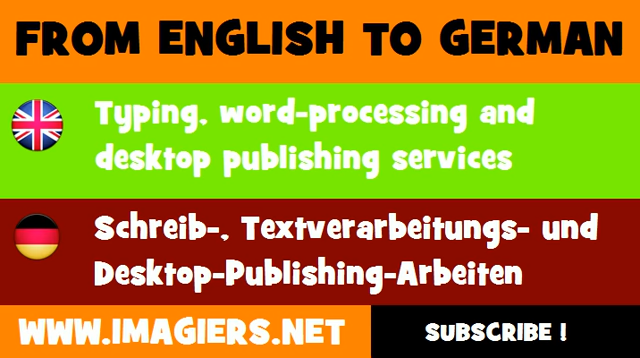 FROM ENGLISH TO GERMAN
Typing, word-processing and
desktop publishing services
Schreib-, Textverarbeitungs- und
Desktop-Publishing-Arbeiten
WWW.IMAGIERS.NET
SUBSCRIBE !